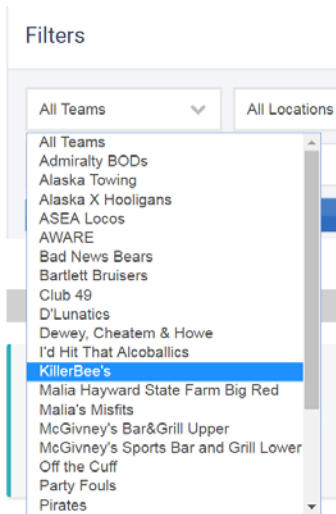 Filters
All Teams All Locations
All Teams
Admiralty BODs
Alaska Towing
Alaska X Hooligans
ASEA Locos
AWARE
Bad News Bears
Bartlett Bruisers
Club 49
D'Lunatics
Dewey, Cheatem & Howe
I'd Hit That Alcoballics
KillerBee's
Malia Hayward State Farm Big Red
Malia's Misfits
McGivney's Bar&Grill Upper
McGivney's Sports Bar and Grill Lower
Off the Cuff
Party Fouls
Pirates